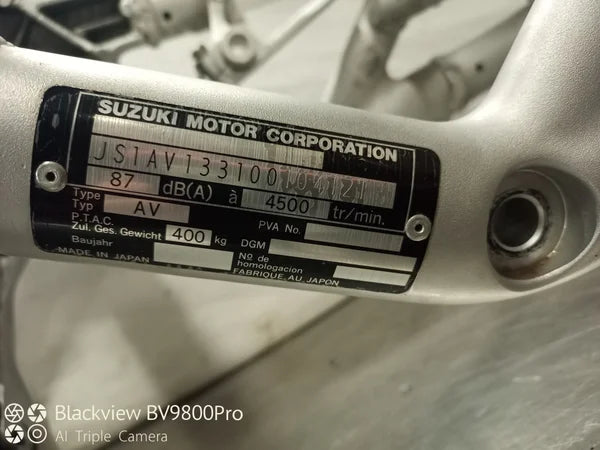 SUZUKI MOTOR CORPORATION
JS1AV133100
87 dB(A) à 4500 tr/min.
Type
Typ AV PVA No.
P.T.A.C.
Zul. Ges. Gewicht 400 kg DGM
Baujahr Nº de homologacion
MADE IN JAPAN FABRIQUE AU JAPON
Blackview BV9800Pro
AI Triple Camera